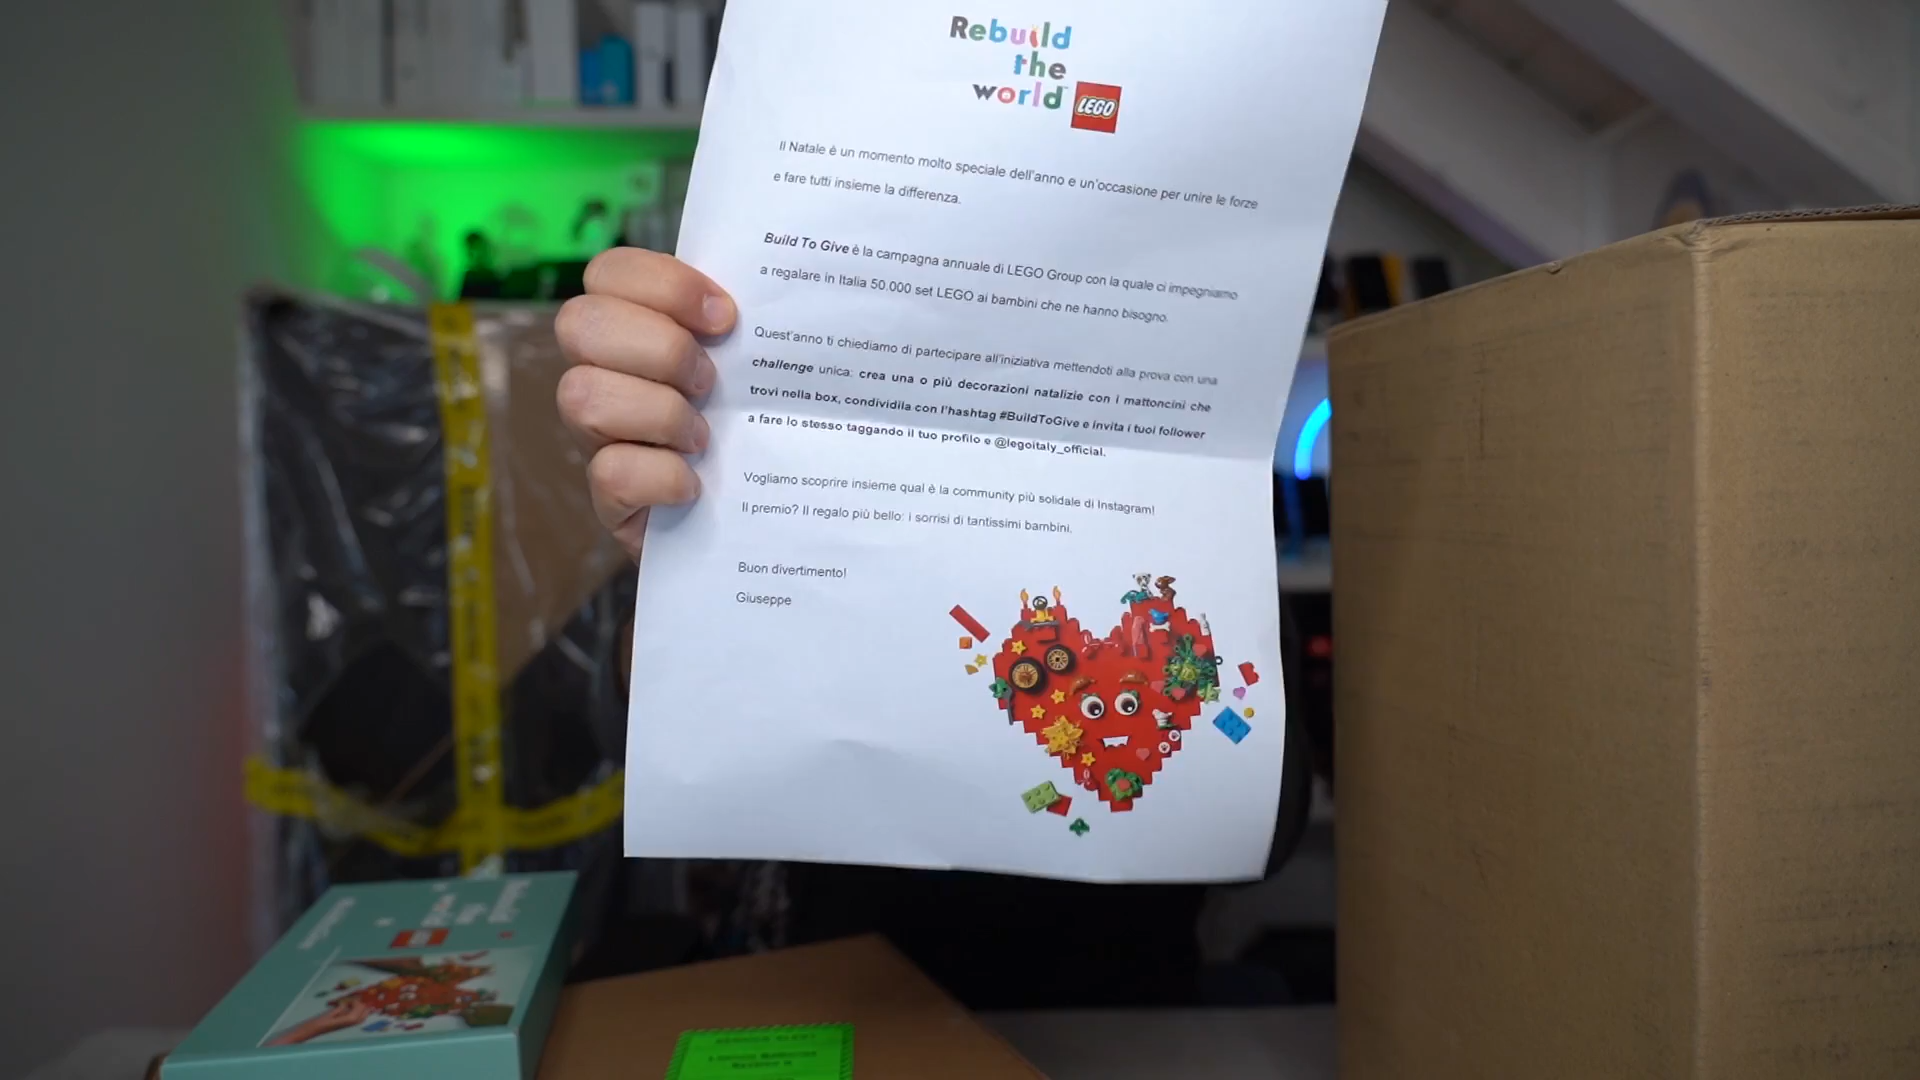 Rebuild
the
world™
LEGO
Il Natale è un momento molto speciale dell'anno e un'occasione per unire le forze
e fare tutti insieme la differenza.
Build To Give è la campagna annuale di LEGO Group con la quale ci impegniamo
a regalare in Italia 50.000 set LEGO ai bambini che ne hanno bisogno.
Quest'anno ti chiediamo di partecipare all'iniziativa mettendoti alla prova con una
challenge unica: crea una o più decorazioni natalizie con i mattoncini che
trovi nella box, condividila con l'hashtag #BuildToGive e invita i tuoi follower
a fare lo stesso taggando il tuo profilo e @legoitaly_official.
Vogliamo scoprire insieme qual è la community più solidale di Instagram!
Il premio? Il regalo più bello: i sorrisi di tantissimi bambini.
Buon divertimento!
Giuseppe
Rebuild
the
world